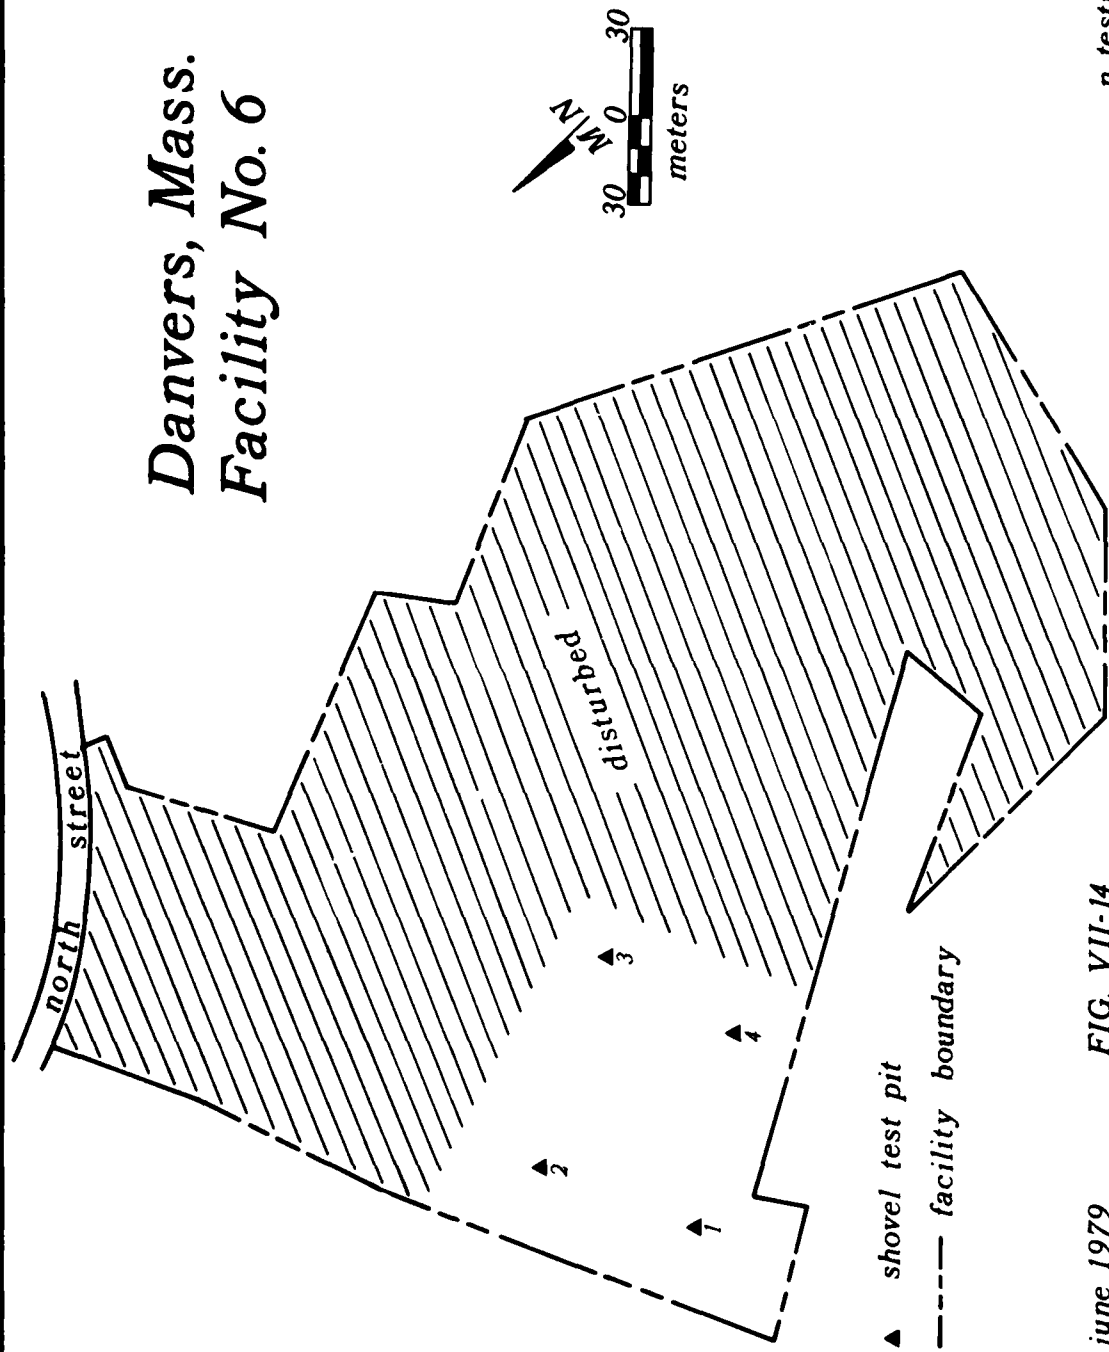 Danvers, Mass.
Facility No. 6
MN
30 0 30
meters
north street
disturbed
1
2
3
4
shovel test pit
facility boundary
june 1979
FIG. VII-14